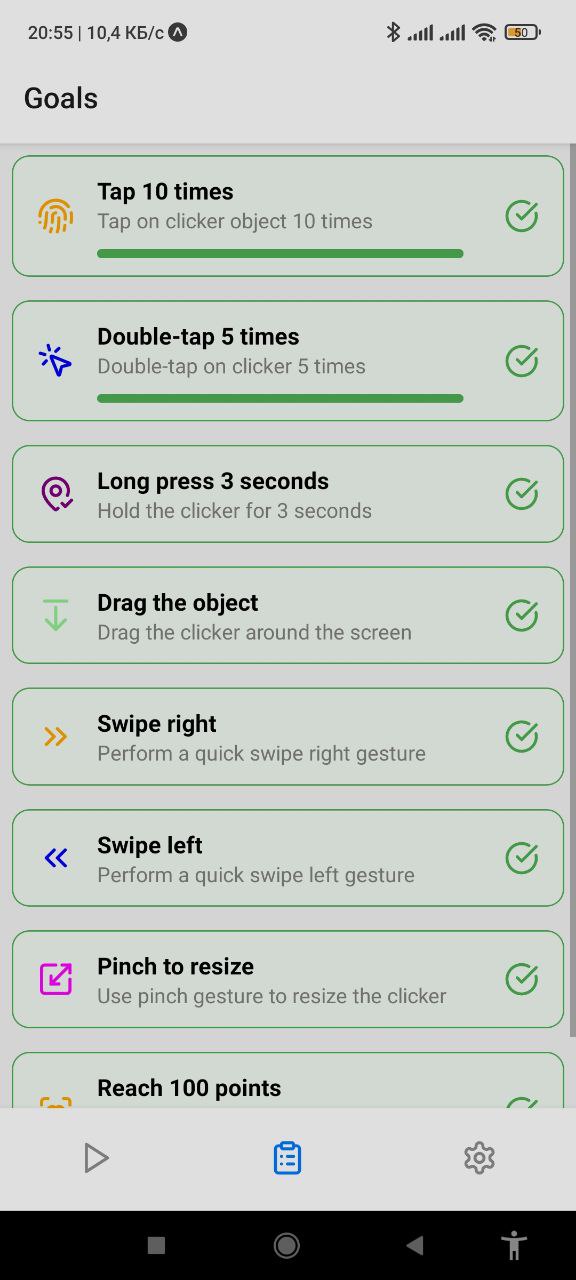 20:55 | 10,4 КБ/с
50
Goals
Tap 10 times
Tap on clicker object 10 times
Double-tap 5 times
Double-tap on clicker 5 times
Long press 3 seconds
Hold the clicker for 3 seconds
Drag the object
Drag the clicker around the screen
Swipe right
Perform a quick swipe right gesture
Swipe left
Perform a quick swipe left gesture
Pinch to resize
Use pinch gesture to resize the clicker
Reach 100 points